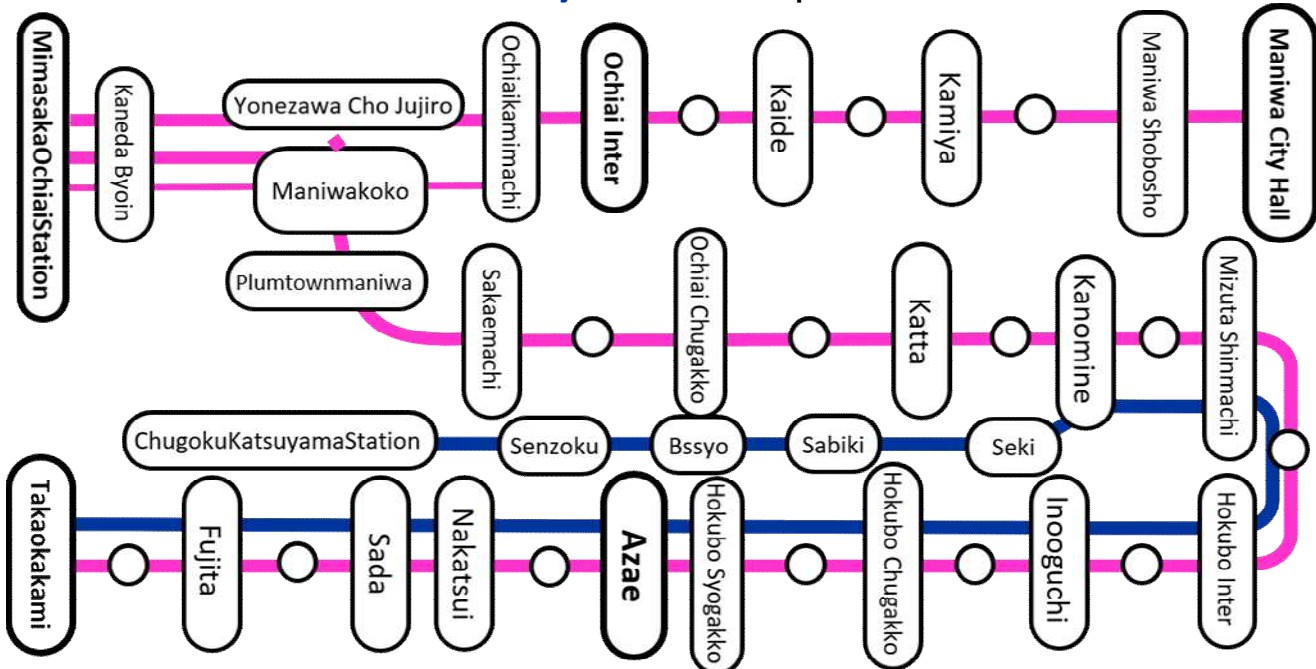 MimasakaOchiaiStation
Kaneda Byoin
Yonezawa Cho Jujiro
Maniwakoko
Ochiaikamimachi
Ochiai Inter
Kaide
Kamiya
Maniwa Shobosho
Maniwa City Hall
Plumtownmaniwa
Sakaemachi
Ochiai Chugakko
Katta
Kanomine
Mizuta Shinmachi
ChugokuKatsuyamaStation
Senzoku
Bssyo
Sabiki
Seki
Takaokakami
Fujita
Sada
Nakatsui
Azae
Hokubo Syogakko
Hokubo Chugakko
Inooguchi
Hokubo Inter